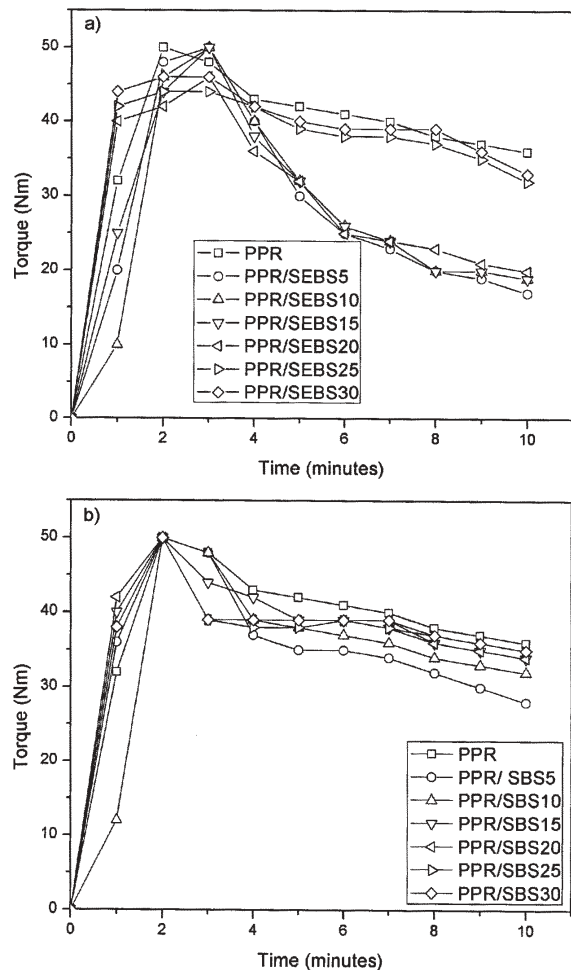 a)
50
40
30
20
10
0
Torque (Nm)
PPR
PPR/SEBS5
PPR/SEBS10
PPR/SEBS15
PPR/SEBS20
PPR/SEBS25
PPR/SEBS30
0 2 4 6 8 10
Time (minutes)
b)
50
40
30
20
10
0
Torque (Nm)
PPR
PPR/ SBS5
PPR/SBS10
PPR/SBS15
PPR/SBS20
PPR/SBS25
PPR/SBS30
0 2 4 6 8 10
Time (minutes)